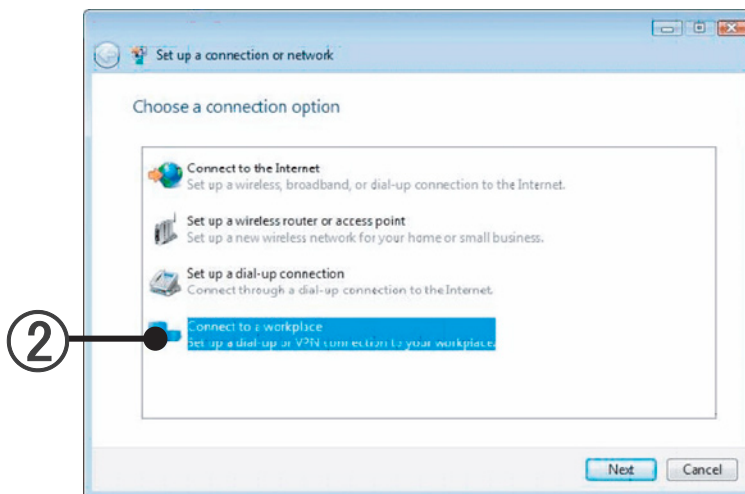 Set up a connection or network
Choose a connection option
Connect to the Internet
Set up a wireless, broadband, or dial-up connection to the Internet.
Set up a wireless router or access point
Set up a new wireless network for your home or small business.
Set up a dial-up connection
Connect through a dial-up connection to the Internet.
2
Connect to a workplace
Set up a dial-up or VPN connection to your workplace.
Next
Cancel